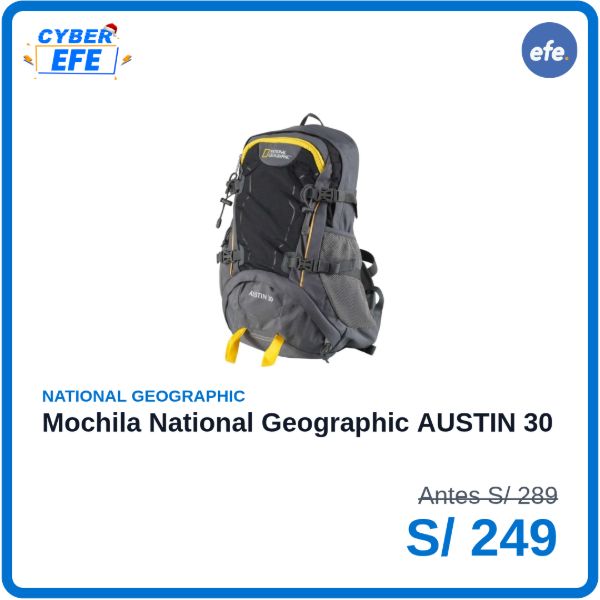 CYBER
EFE
efe.
NATIONAL
GEOGRAPHIC
AUSTIN 30
NATIONAL GEOGRAPHIC
Mochila National Geographic AUSTIN 30
Antes S/ 289
S/ 249